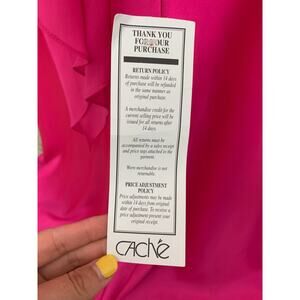 THANK YOU
FOR YOUR
PURCHASE
RETURN POLICY
Returns made within 14 days
of purchase will be refunded
in the same manner as
original purchase.
A merchandise credit for the
current selling price will be
issued for all returns after
14 days.
All returns must be
accompanied by a sales receipt
and price tags attached to the
garment.
Worn merchandise is not
returnable.
PRICE ADJUSTMENT
POLICY
Price adjustments may be made
within 14 days from original
date of purchase. To receive a
price adjustment present your
original receipt.
CACHÉ